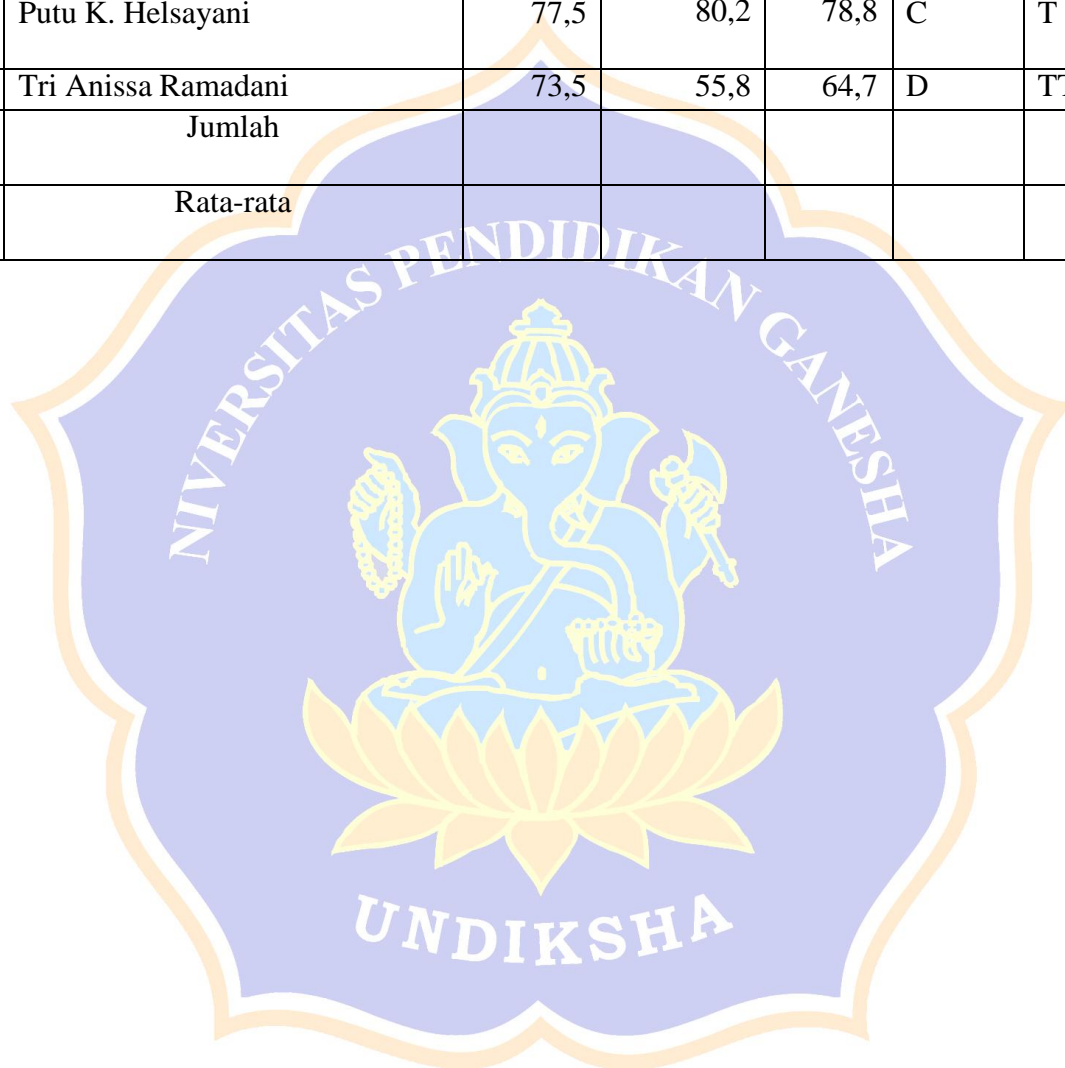 Putu K. Helsayani 77,5 80,2 78,8 C T
Tri Anissa Ramadani 73,5 55,8 64,7 D
Jumlah
Rata-rata
NIVERSITAS PENDIDIKAN GANESHA
UNDIKSHA